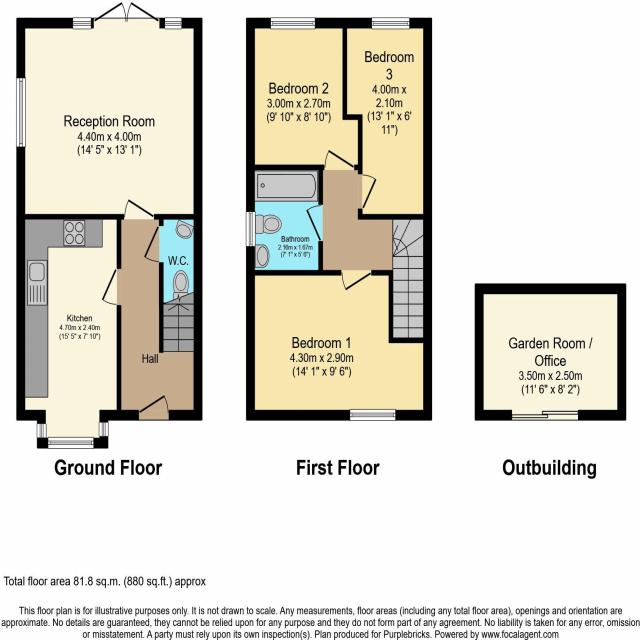 Reception Room
4.40m x 4.00m
(14' 5" x 13' 1")
W.C.
Kitchen
4.70m x 2.40m
(15' 5" x 7' 10")
Hall
Ground Floor
Bedroom 2
3.00m x 2.70m
(9' 10" x 8' 10")
Bedroom
3
4.00m x
2.10m
(13' 1" x 6'
11")
Bathroom
2.16m x 1.67m
(7' 1" x 5' 6")
Bedroom 1
4.30m x 2.90m
(14' 1" x 9' 6")
First Floor
Garden Room /
Office
3.50m x 2.50m
(11' 6" x 8' 2")
Outbuilding
Total floor area 81.8 sq.m. (880 sq.ft.) approx
This floor plan is for illustrative purposes only. It is not drawn to scale. Any measurements, floor areas (including any total floor area), openings and orientation are
approximate. No details are guaranteed, they cannot be relied upon for any purpose and they do not form part of any agreement. No liability is taken for any error, omission
or misstatement. A party must rely upon its own inspection(s). Plan produced for Purplebricks. Powered by www.focalagent.com